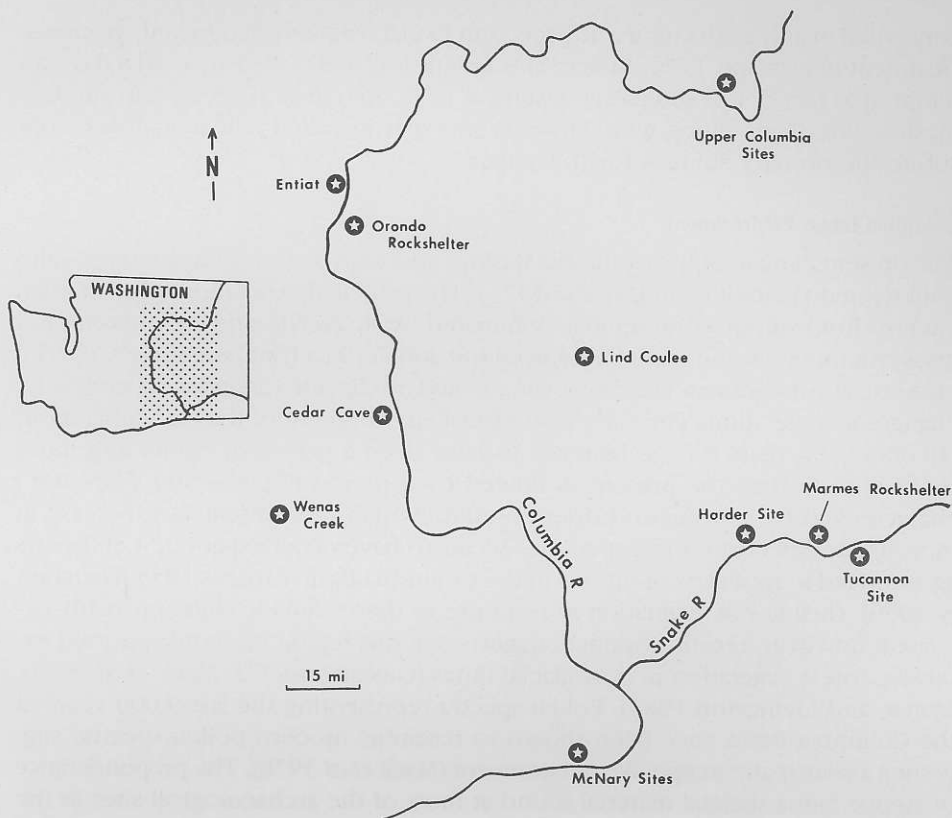 Upper Columbia
Sites
N
Entiat
Orondo
Rockshelter
WASHINGTON
Lind Coulee
Cedar Cave
Wenas
Creek
Columbia R
Horder Site
Marmes Rockshelter
Tucannon
Site
Snake R
15 mi
McNary Sites